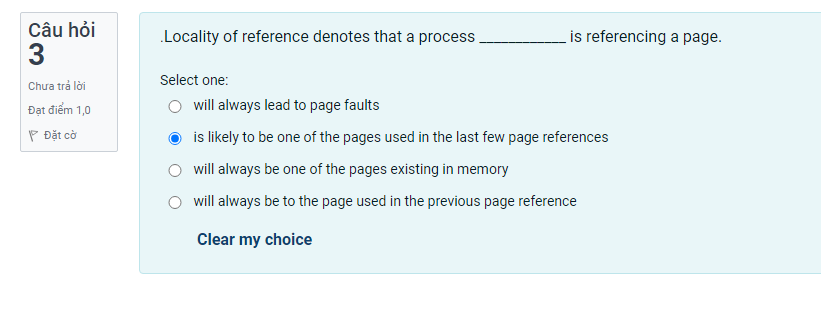 Câu hỏi
3
Chưa trả lời
Đạt điểm 1,0
Đặt cờ
.Locality of reference denotes that a process ____________ is referencing a page.
Select one:
will always lead to page faults
is likely to be one of the pages used in the last few page references
will always be one of the pages existing in memory
will always be to the page used in the previous page reference
Clear my choice